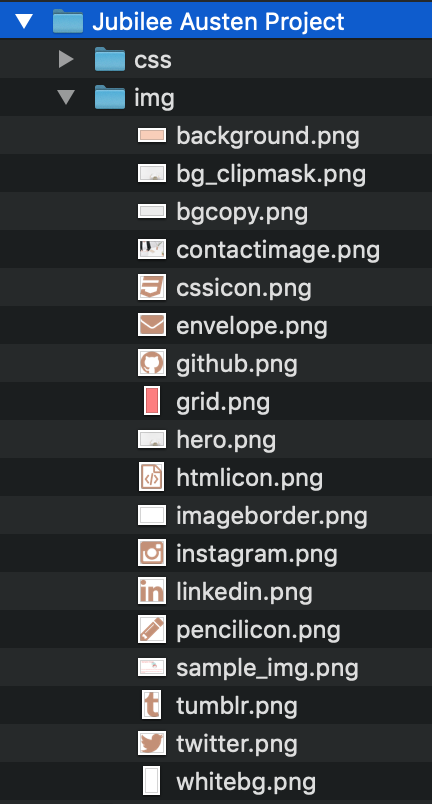 Jubilee Austen Project
css
img
background.png
bg_clipmask.png
bgcopy.png
contactimage.png
cssicon.png
envelope.png
github.png
grid.png
hero.png
htmlicon.png
imageborder.png
instagram.png
linkedin.png
pencilicon.png
sample_img.png
tumblr.png
twitter.png
whitebg.png